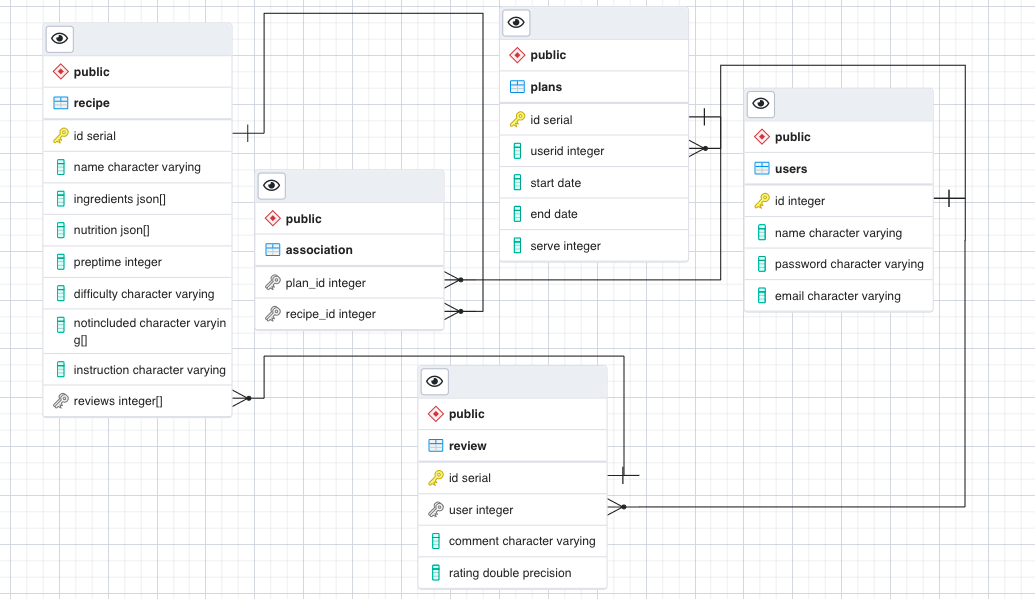 public
recipe
id serial
name character varying
ingredients json[]
nutrition json[]
preptime integer
difficulty character varying
notincluded character varyin
g[]
instruction character varying
reviews integer[]
public
association
plan_id integer
recipe_id integer
public
plans
id serial
userid integer
start date
end date
serve integer
public
users
id integer
name character varying
password character varying
email character varying
public
review
id serial
user integer
comment character varying
rating double precision